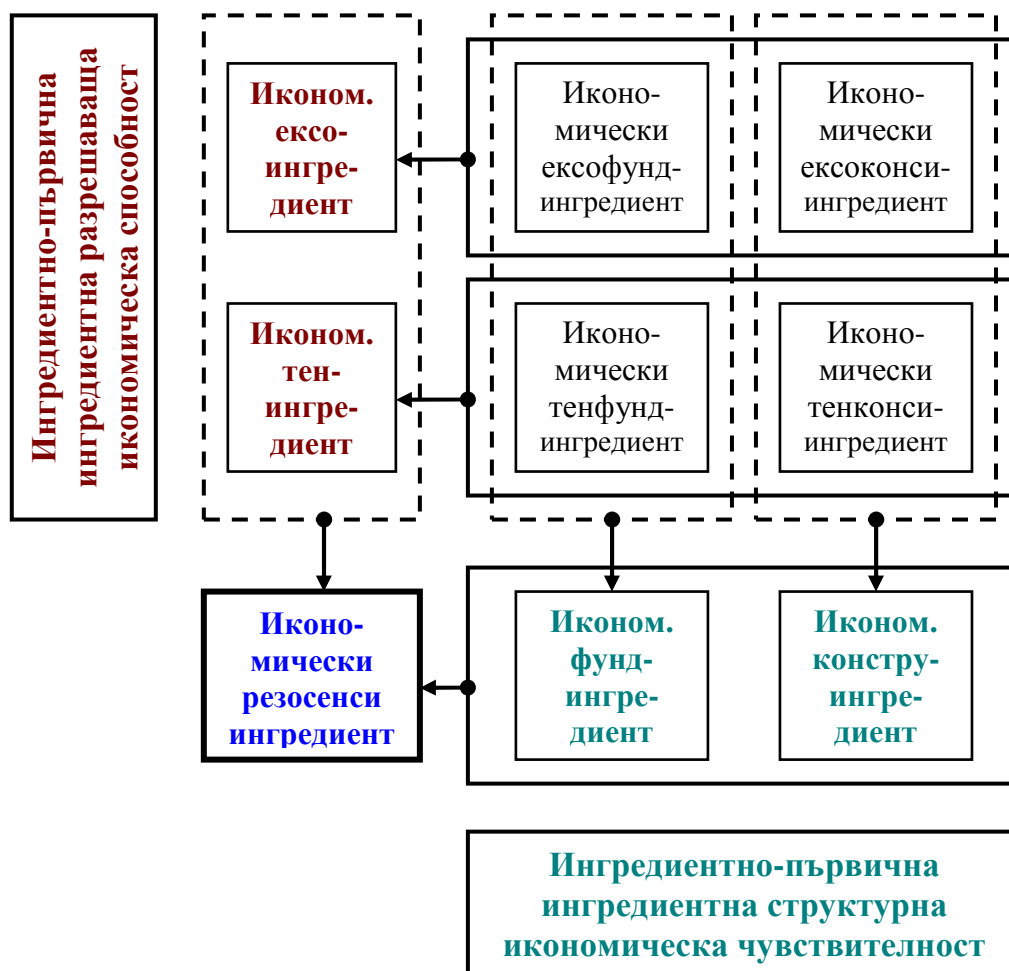 Ингредиентно-първична
ингредиентна разрешаваща
икономическа способност
Иконом.
ексо-
ингре-
диент
Иконо-
мически
ексофунд-
ингредиент
Иконо-
мически
ексоконси-
ингредиент
Иконом.
тен-
ингре-
диент
Иконо-
мически
тенфунд-
ингредиент
Иконо-
мически
тенконси-
ингредиент
Иконо-
мически
резосенси
ингредиент
Иконом.
фунд-
ингре-
диент
Иконом.
констру-
ингре-
диент
Ингредиентно-първична
ингредиентна структурна
икономическа чувствителност